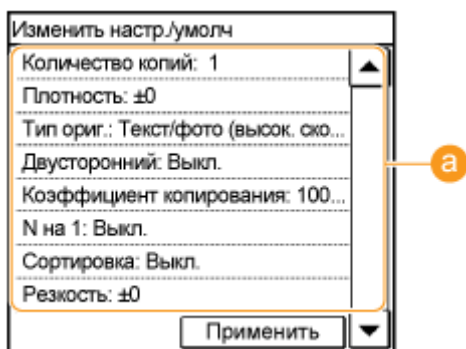 Изменить настр./умолч
Количество копий: 1
Плотность: ±0
Тип ориг.: Текст/фото (высок. ско...
Двусторонний: Выкл.
Коэффициент копирования: 100...
N на 1: Выкл.
Сортировка: Выкл.
Резкость: ±0
Применить
a